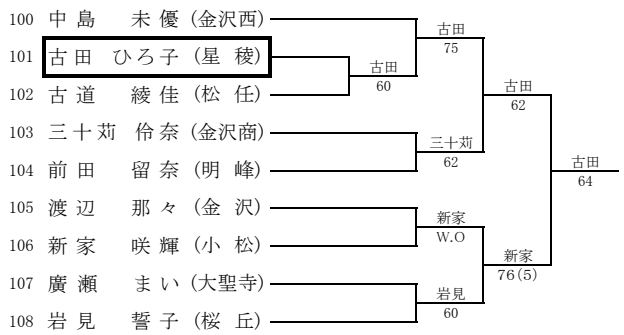 100 中島 未優 (金沢西)
101 古田 ひろ子 (星稜)
102 古道 綾佳 (松任)
103 三十苅 伶奈 (金沢商)
104 前田 留奈 (明峰)
105 渡辺 那々 (金沢)
106 新家 咲輝 (小松)
107 廣瀬 まい (大聖寺)
108 岩見 誓子 (桜丘)
古田
60
古田
75
三十苅
62
新家
W.O
岩見
60
古田
62
新家
76(5)
古田
64